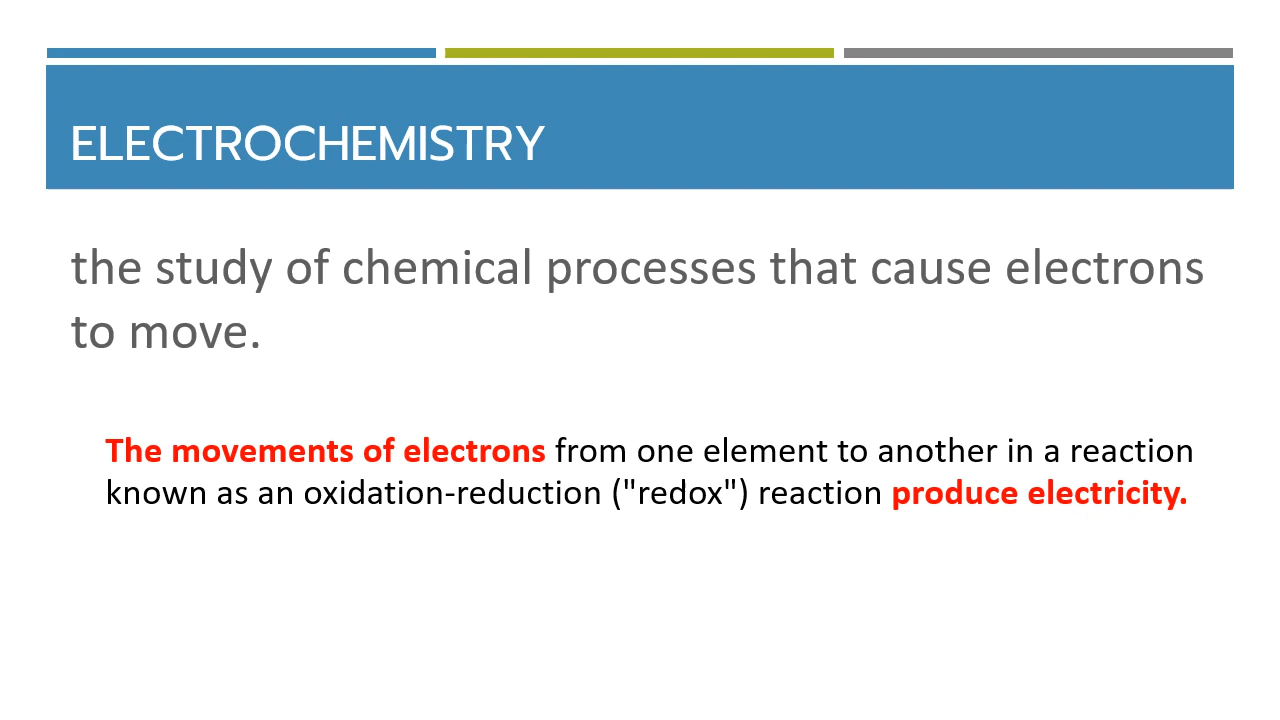 ELECTROCHEMISTRY
the study of chemical processes that cause electrons
to move.
The movements of electrons from one element to another in a reaction
known as an oxidation-reduction ("redox") reaction produce electricity.